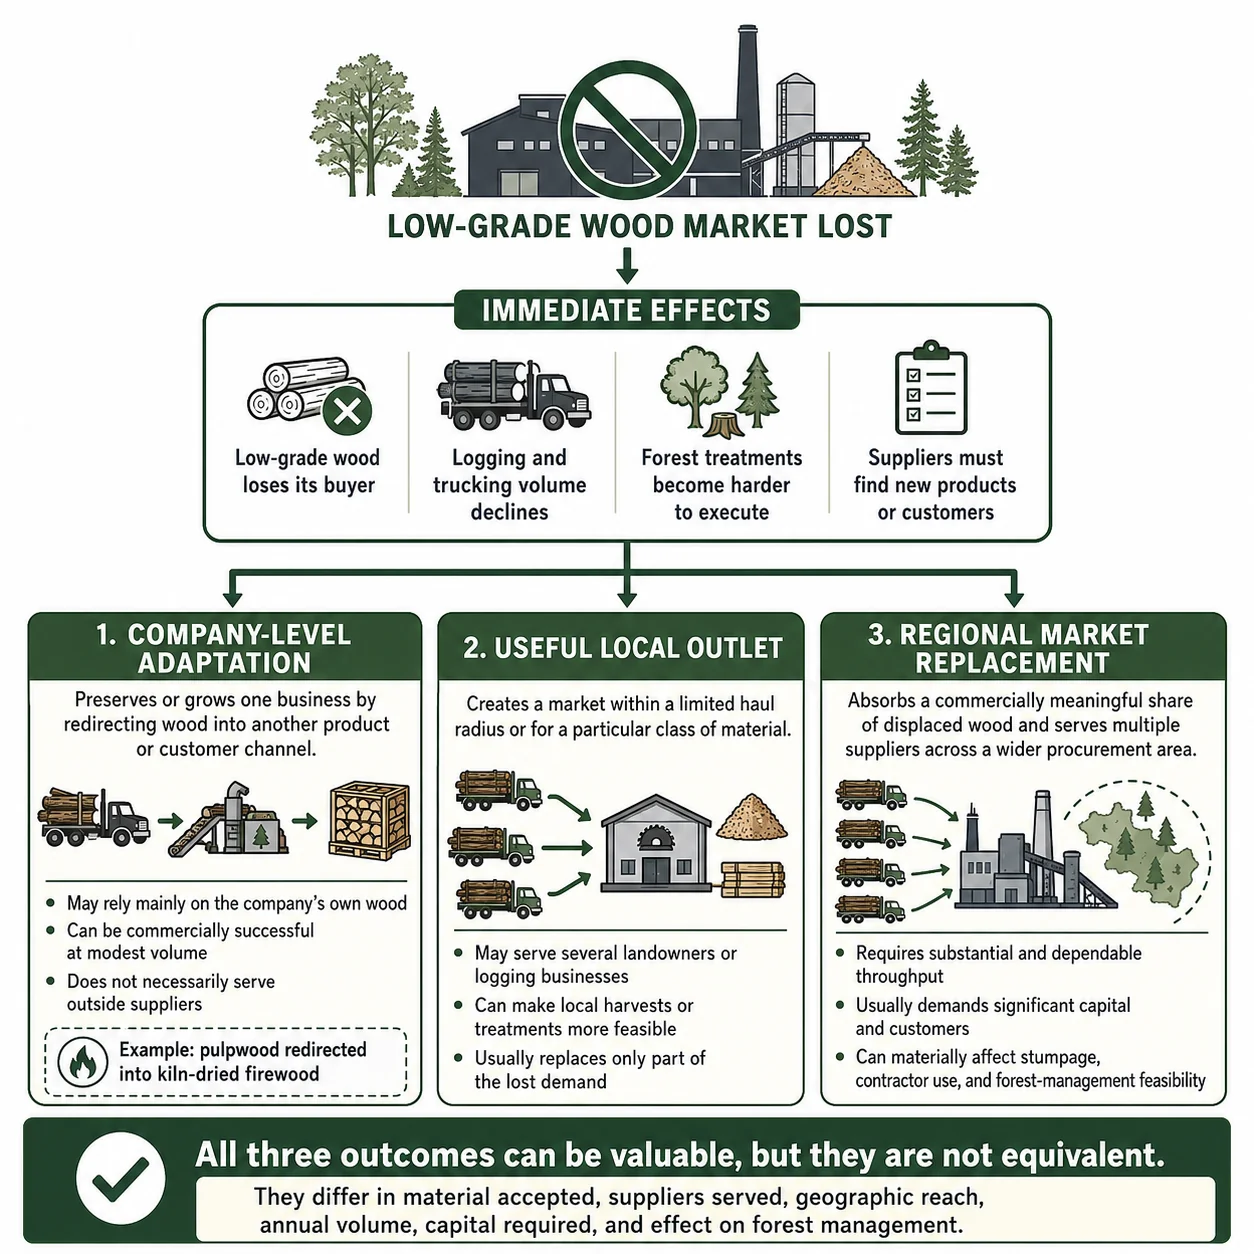 LOW-GRADE WOOD MARKET LOST
IMMEDIATE EFFECTS
Low-grade wood
loses its buyer
Logging and
trucking volume
declines
Forest treatments
become harder
to execute
Suppliers must
find new products
or customers
1. COMPANY-LEVEL
ADAPTATION
Preserves or grows one business by
redirecting wood into another product
or customer channel.
• May rely mainly on the company's own wood
• Can be commercially successful
at modest volume
• Does not necessarily serve
outside suppliers
Example: pulpwood redirected
into kiln-dried firewood
2. USEFUL LOCAL OUTLET
Creates a market within a limited haul
radius or for a particular class of material.
• May serve several landowners or
logging businesses
• Can make local harvests or
treatments more feasible
• Usually replaces only part of
the lost demand
3. REGIONAL MARKET
REPLACEMENT
Absorbs a commercially meaningful share
of displaced wood and serves multiple
suppliers across a wider procurement area.
• Requires substantial and dependable
throughput
• Usually demands significant capital
and customers
• Can materially affect stumpage,
contractor use, and forest-management feasibility
All three outcomes can be valuable, but they are not equivalent.
They differ in material accepted, suppliers served, geographic reach,
annual volume, capital required, and effect on forest management.